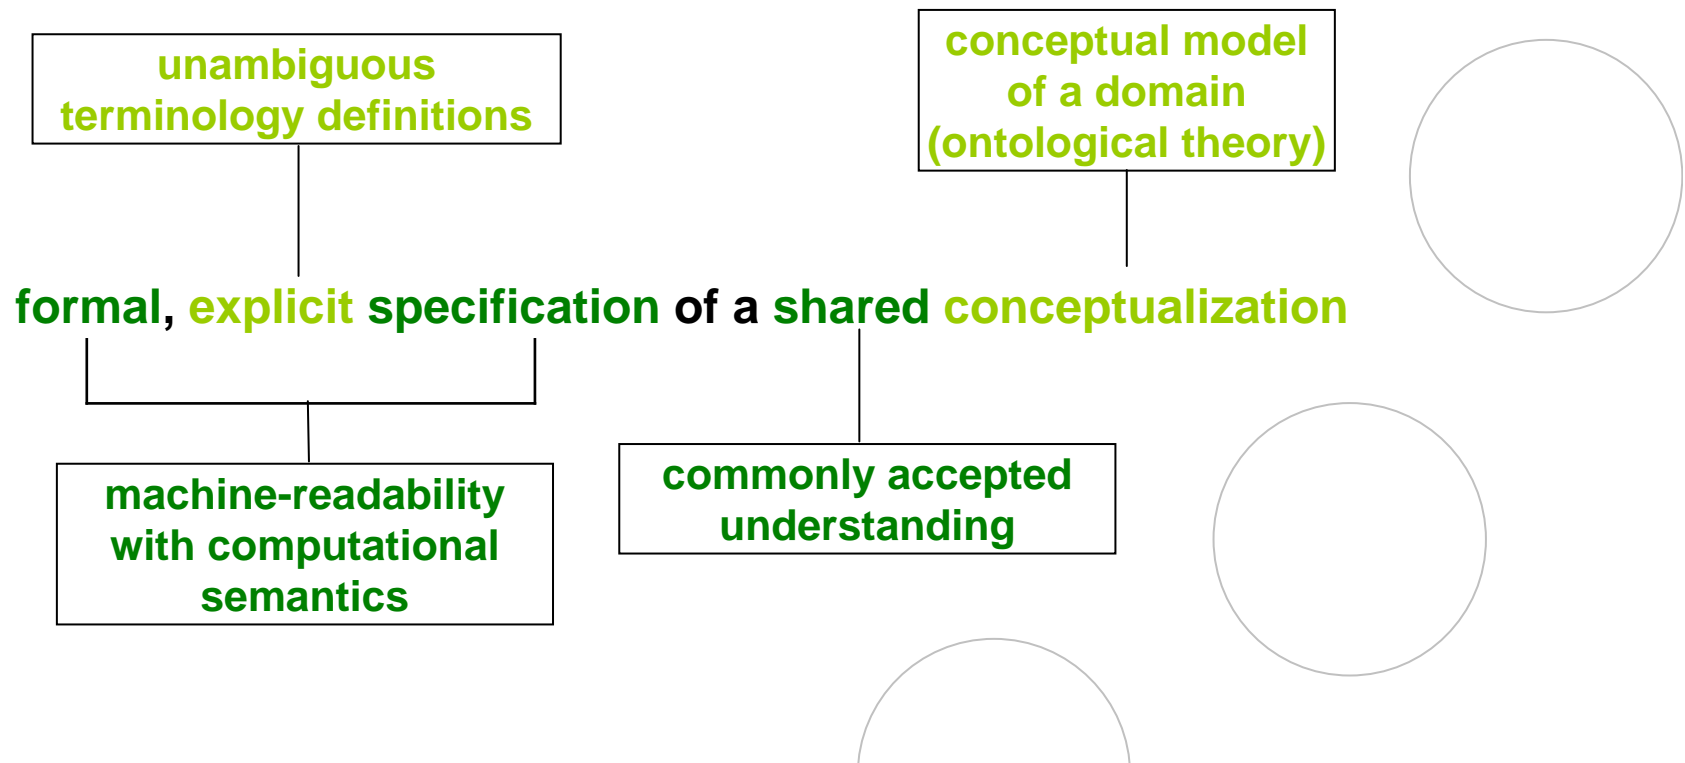 unambiguous
terminology definitions
conceptual model
of a domain
(ontological theory)
formal, explicit specification of a shared conceptualization
machine-readability
with computational
semantics
commonly accepted
understanding